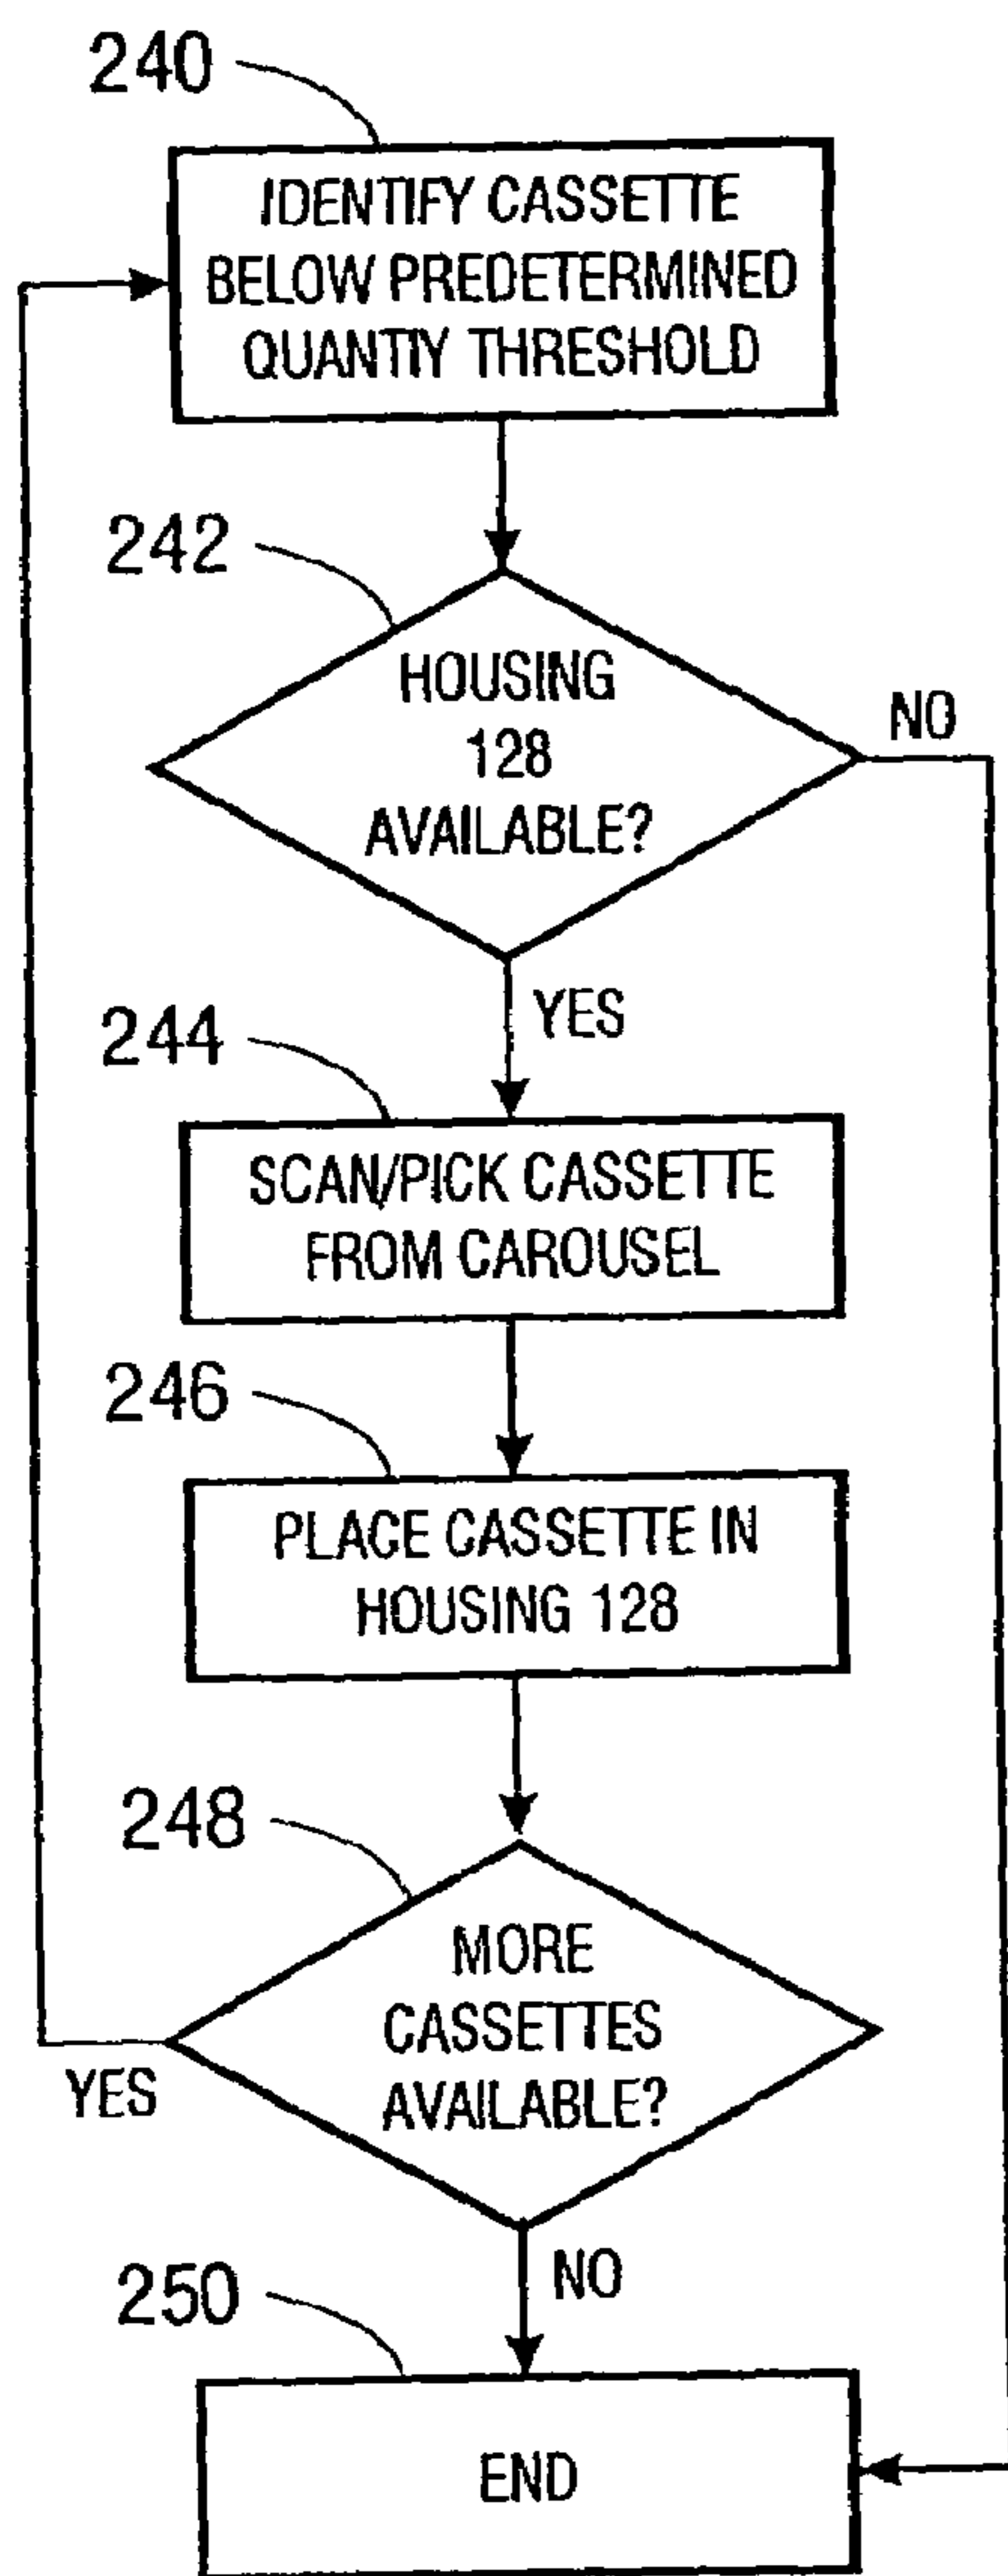 240
IDENTIFY CASSETTE
BELOW PREDETERMINED
QUANTIY THRESHOLD
242
HOUSING
128
AVAILABLE?
NO
YES
244
SCAN/PICK CASSETTE
FROM CAROUSEL
246
PLACE CASSETTE IN
HOUSING 128
248
MORE
CASSETTES
AVAILABLE?
YES
NO
250
END